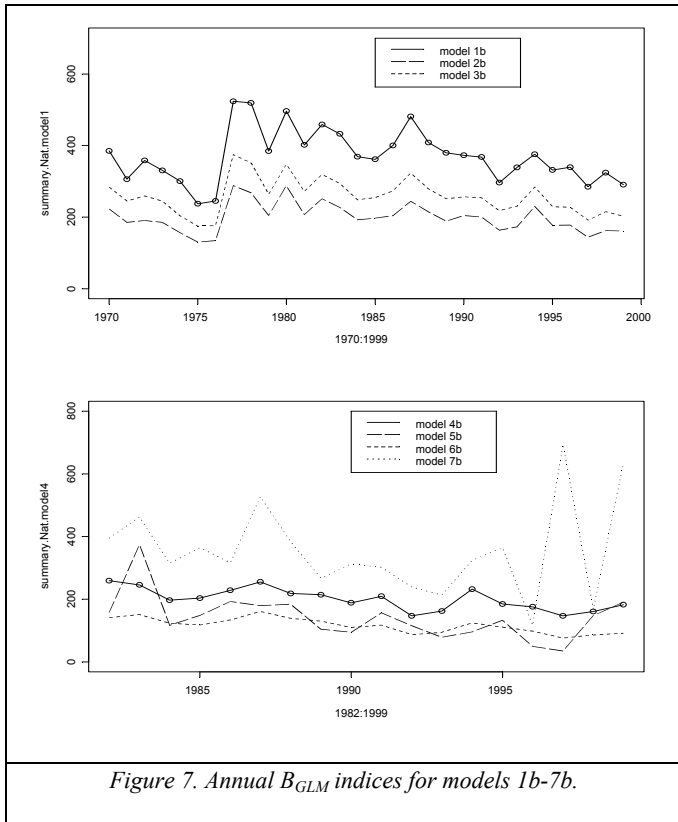 model 1b
model 2b
model 3b
summary.Nat.model1
600
400
200
0
1970 1975 1980 1985 1990 1995 2000
1970:1999
model 4b
model 5b
model 6b
model 7b
summary.Nat.model4
800
600
400
200
0
1985 1990 1995
1982:1999
Figure 7. Annual BGLM indices for models 1b-7b.